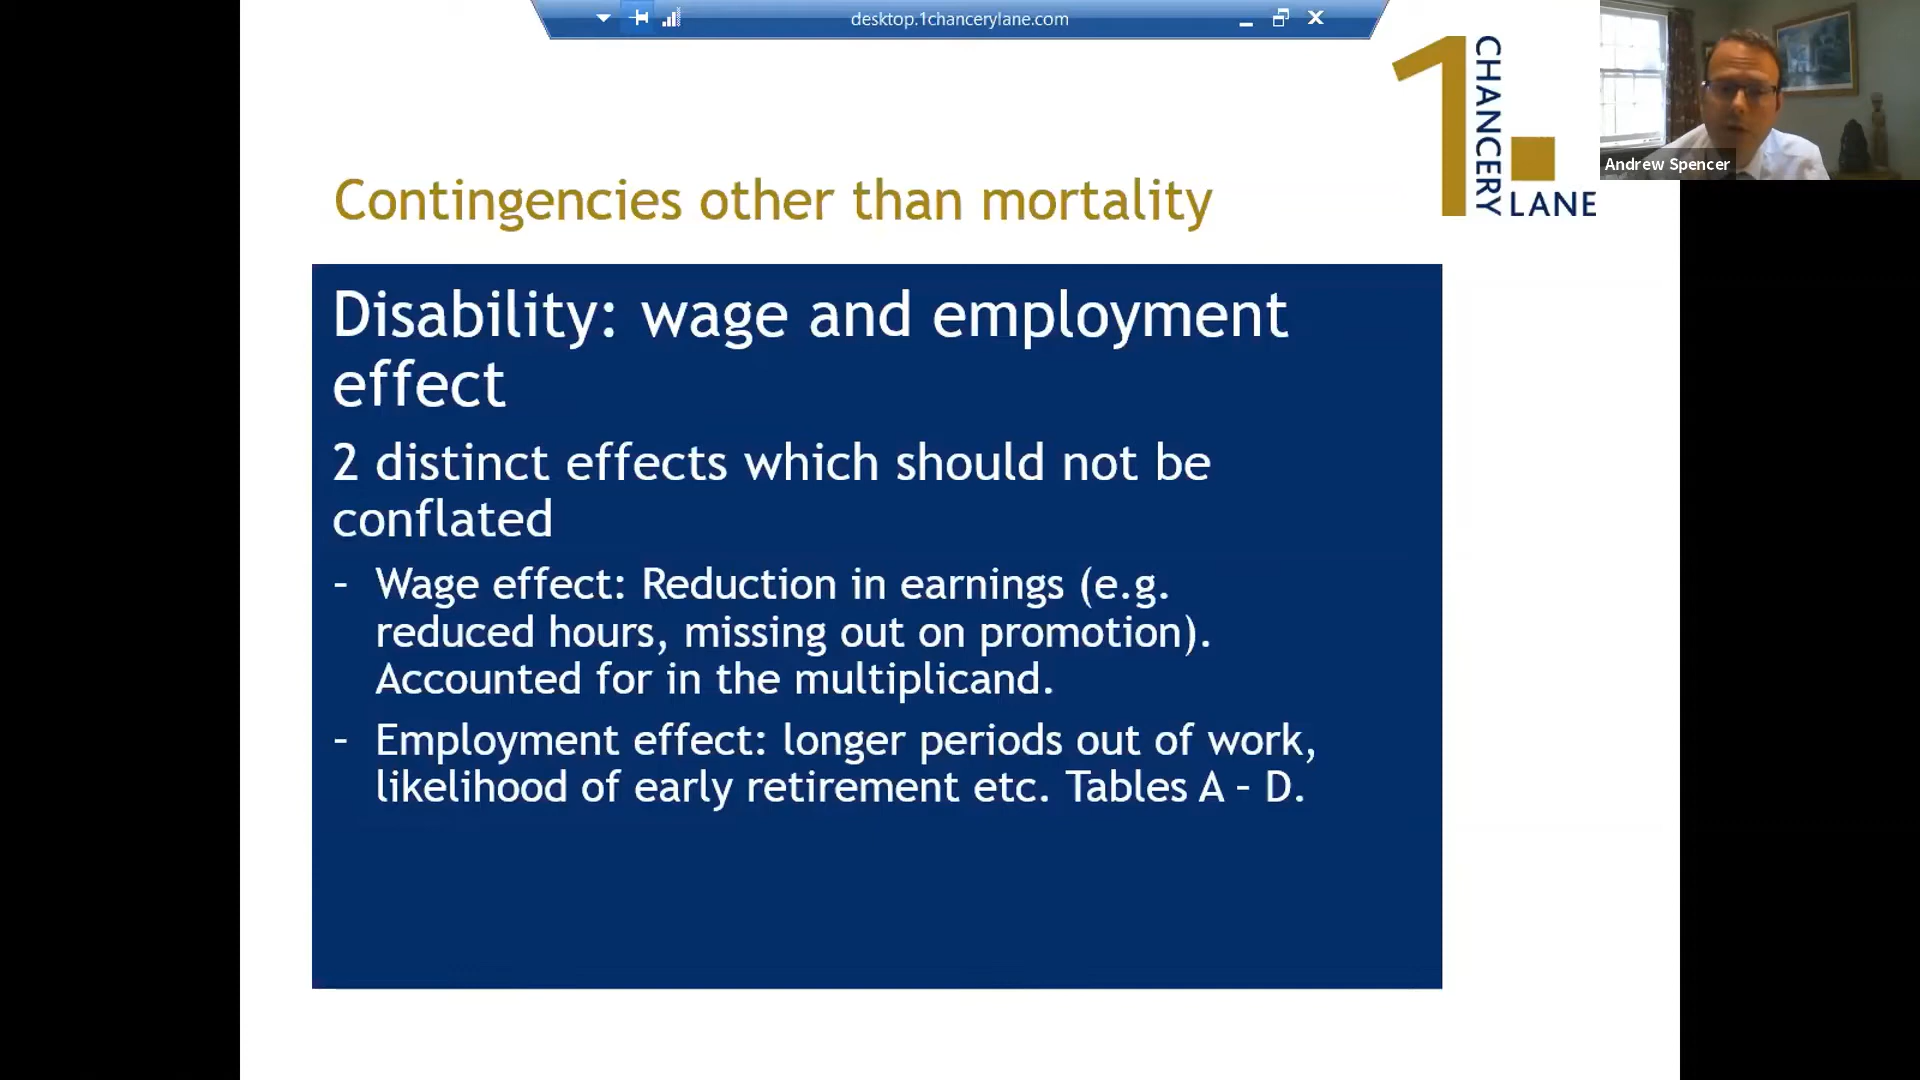 desktop.1chancerylane.com
1 CHANCERY LANE
Andrew Spencer
Contingencies other than mortality
Disability: wage and employment
effect
2 distinct effects which should not be
conflated
- Wage effect: Reduction in earnings (e.g.
reduced hours, missing out on promotion).
Accounted for in the multiplicand.
- Employment effect: longer periods out of work,
likelihood of early retirement etc. Tables A – D.